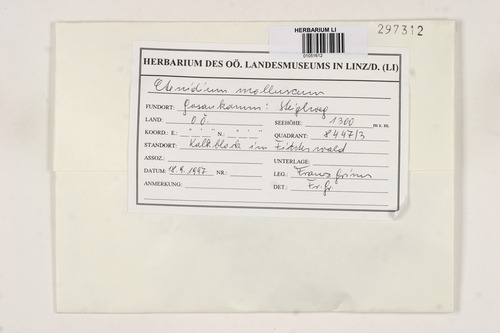 297312
HERBARIUM LI
HERBARIUM DES OÖ. LANDESMUSEUMS IN LINZ/D. (LI)
Ctenidium molluscum
FUNDORT: Gosaukamm: Steiglweg
LAND: O.Ö. SEEHÖHE: 1300 m s. m.
KOORD.: E.: ° ' " N.: ° ' " QUADRANT: 8447/3
STANDORT: Kalkblock im Fichtenwald
ASSOZ.: UNTERLAGE:
DATUM: 18.9.1997 NR.: LEG.: Franz Grims
ANMERKUNG: DET.: Fr. Gr.